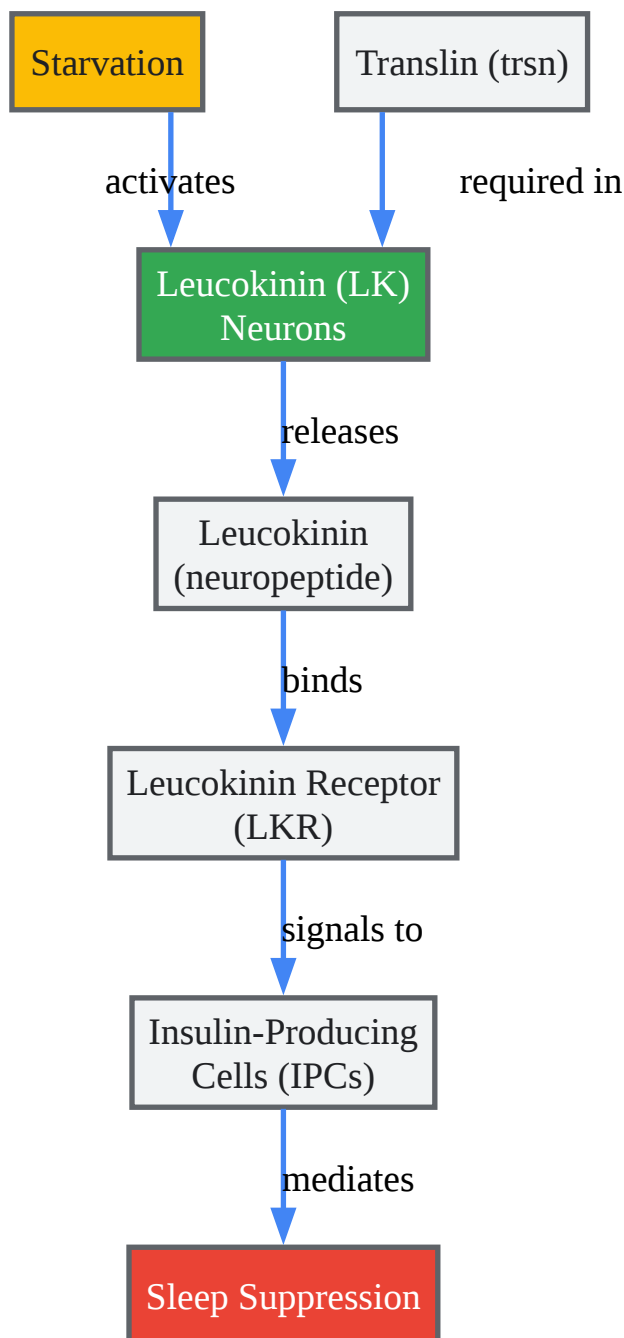 Starvation
Translin (trsn)
activates
required in
Leucokinin (LK)
Neurons
releases
Leucokinin
(neuropeptide)
binds
Leucokinin Receptor
(LKR)
signals to
Insulin-Producing
Cells (IPCs)
mediates
Sleep Suppression